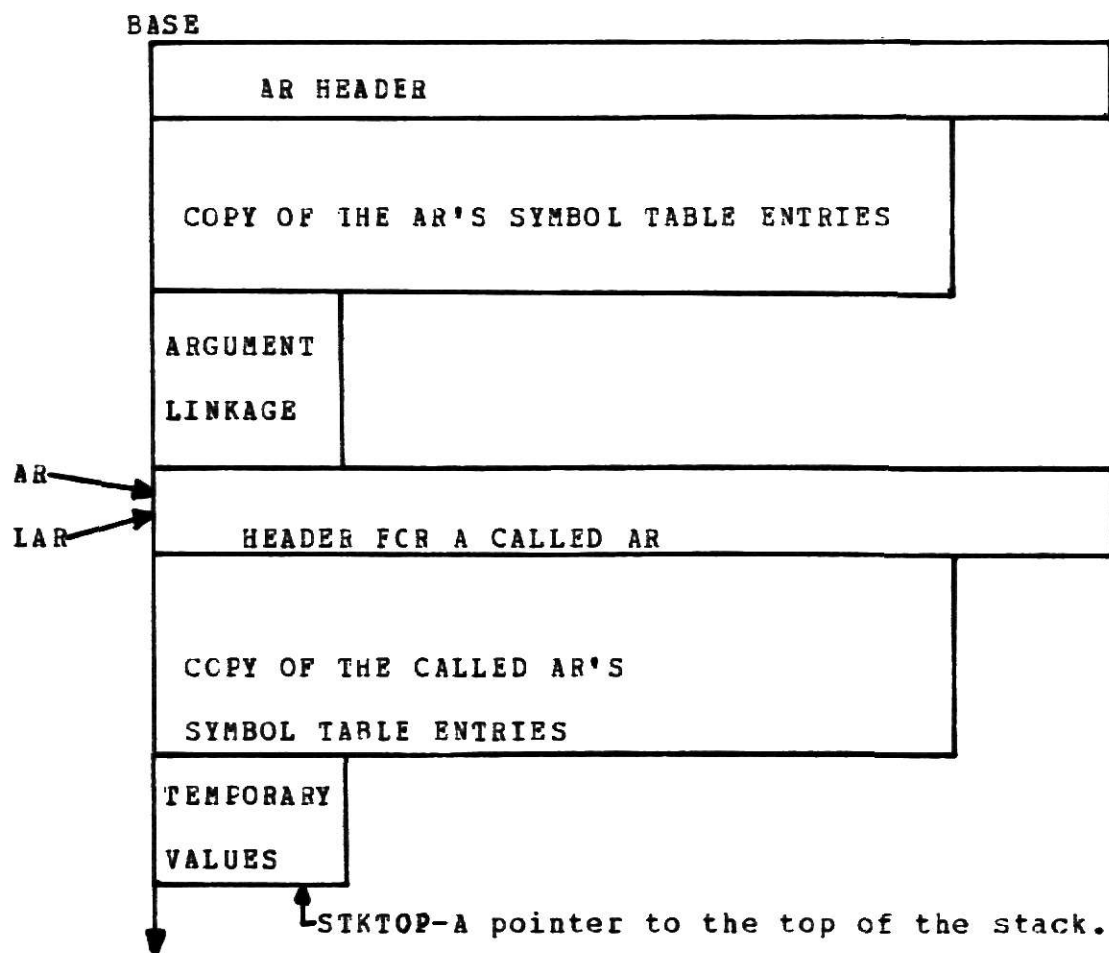 BASE
AR HEADER
COPY OF THE AR'S SYMBOL TABLE ENTRIES
ARGUMENT
LINKAGE
AR
LAR
HEADER FOR A CALLED AR
COPY OF THE CALLED AR'S
SYMBOL TABLE ENTRIES
TEMPORARY
VALUES
STKTOP-A pointer to the top of the stack.